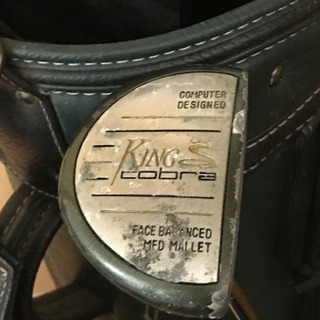 COMPUTER
DESIGNED
KING S
cobra
FACE BALANCED
MFD MALLET